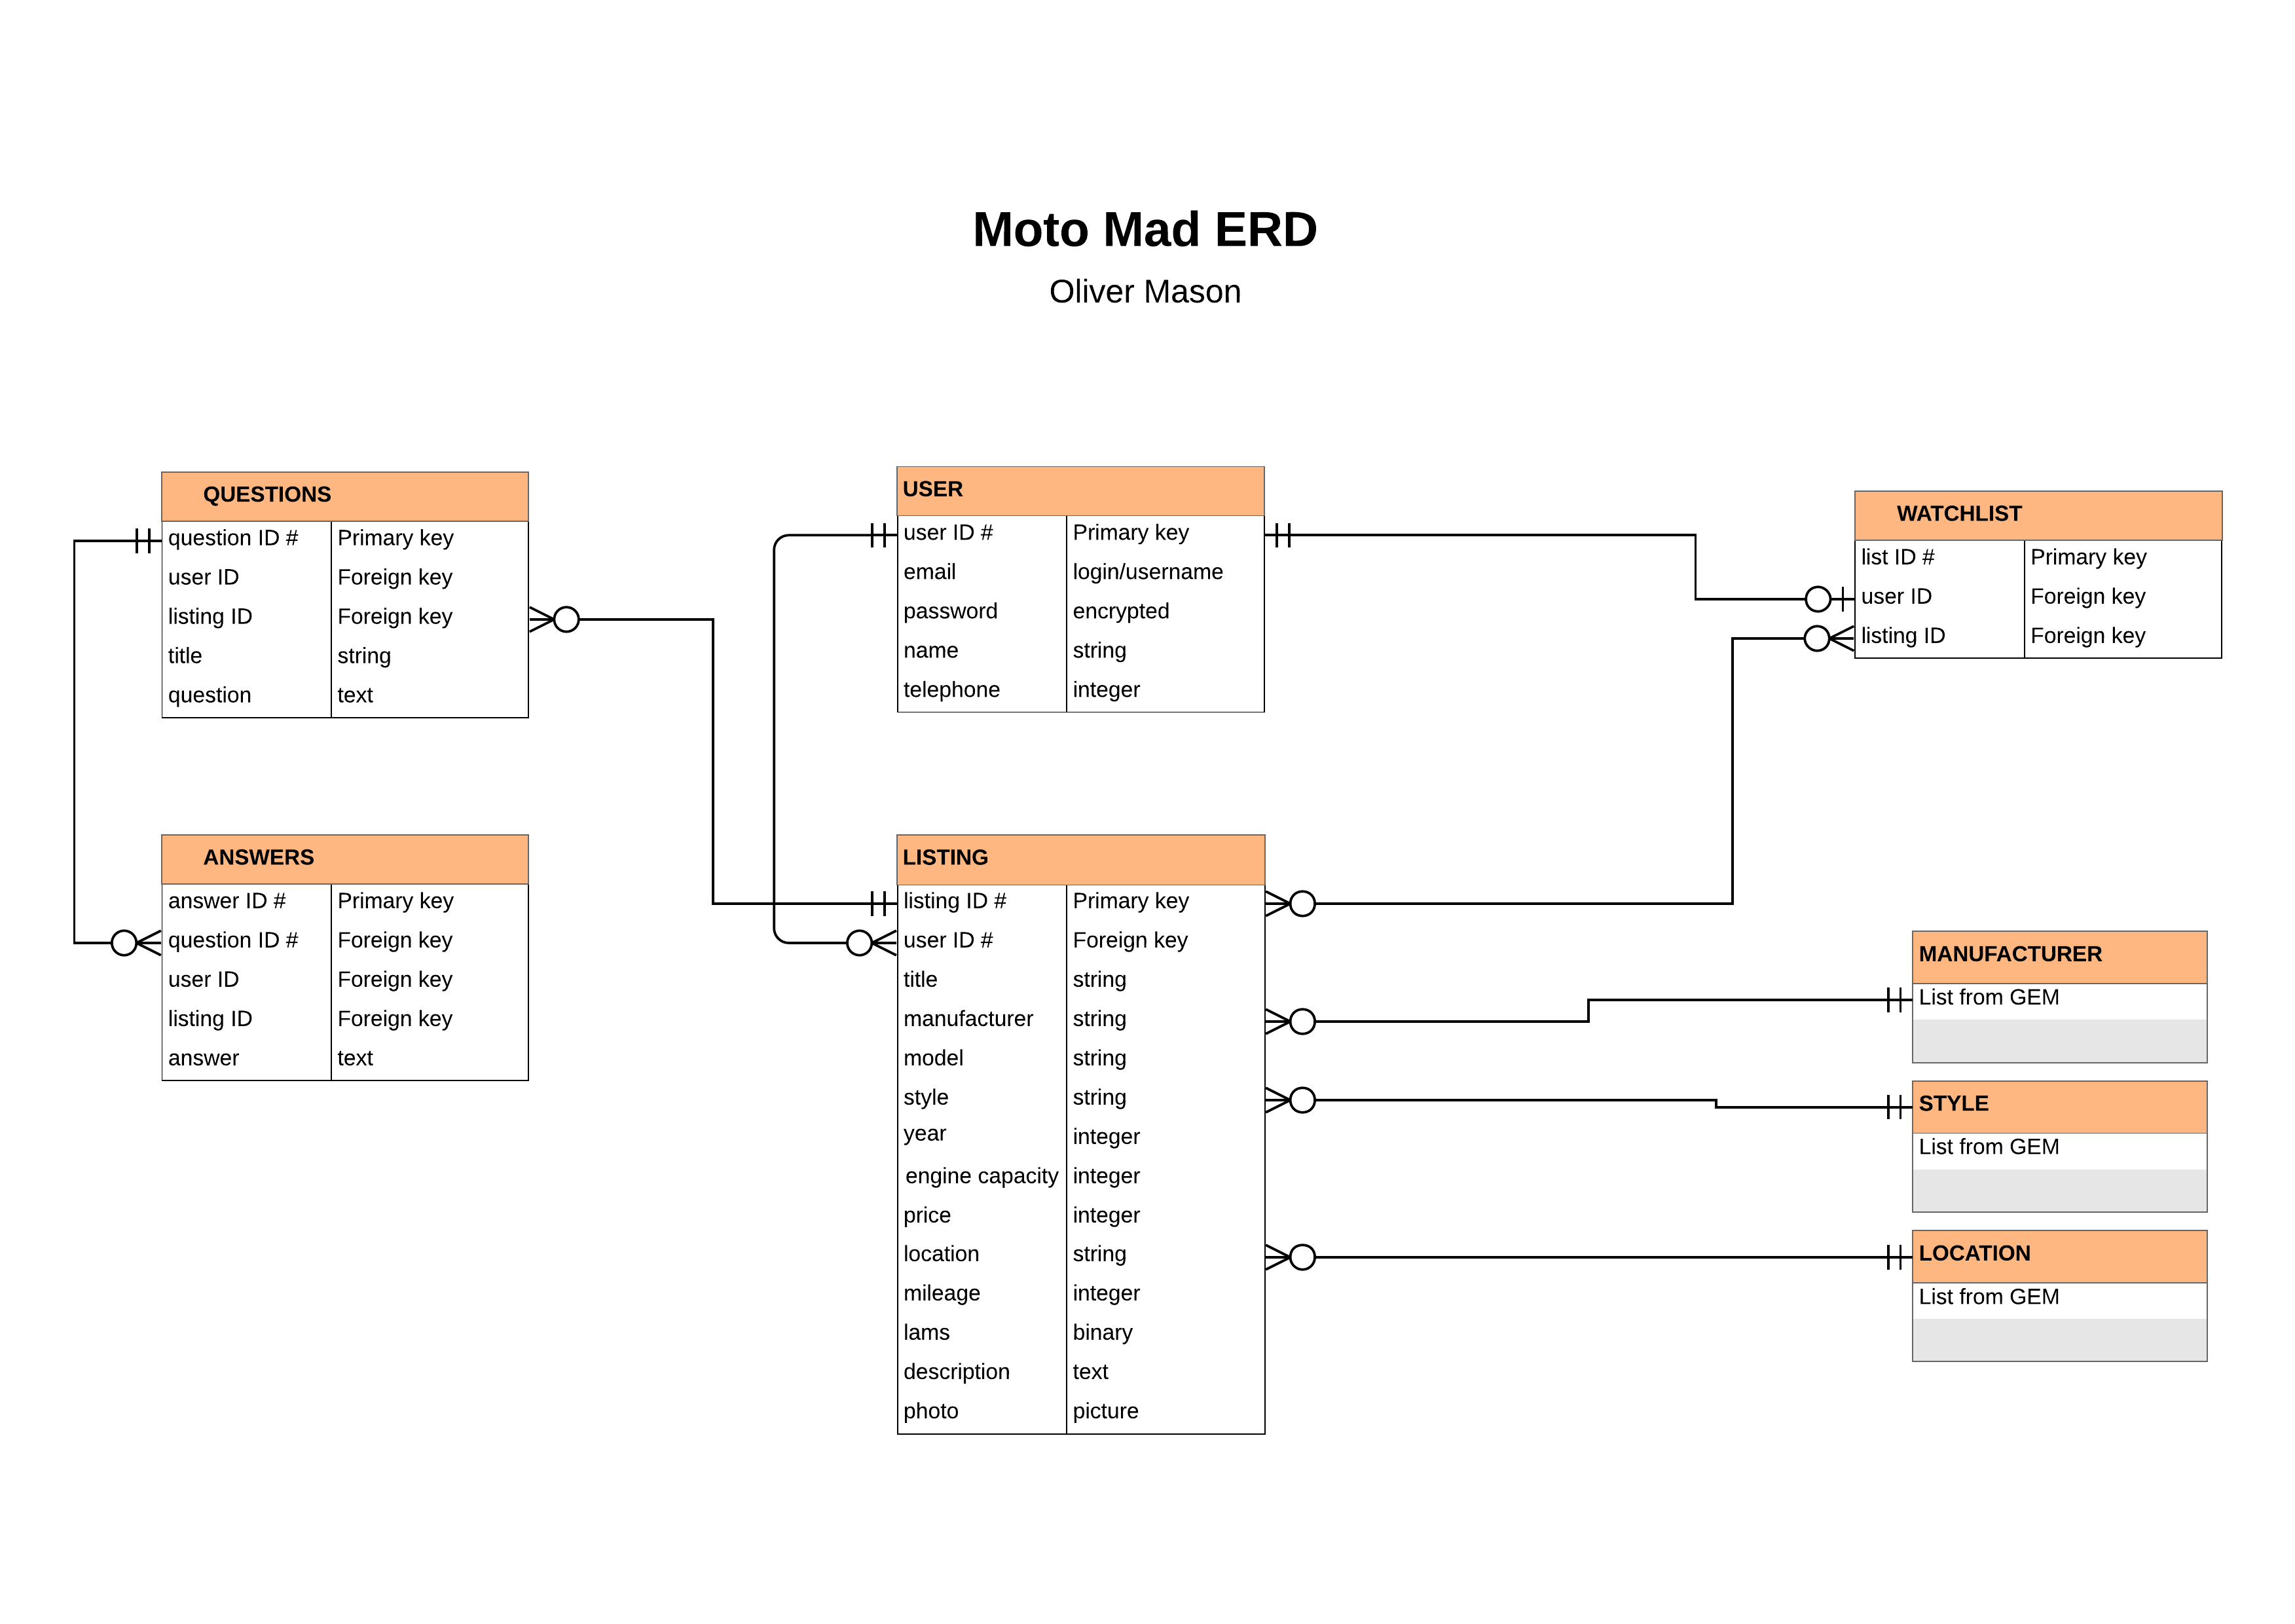 Moto Mad ERD
Oliver Mason
QUESTIONS
question ID # Primary key
user ID Foreign key
listing ID Foreign key
title string
question text
USER
user ID # Primary key
email login/username
password encrypted
name string
telephone integer
WATCHLIST
list ID # Primary key
user ID Foreign key
listing ID Foreign key
ANSWERS
answer ID # Primary key
question ID # Foreign key
user ID Foreign key
listing ID Foreign key
answer text
LISTING
listing ID # Primary key
user ID # Foreign key
title string
manufacturer string
model string
style string
year integer
engine capacity integer
price integer
location string
mileage integer
lams binary
description text
photo picture
MANUFACTURER
List from GEM
STYLE
List from GEM
LOCATION
List from GEM